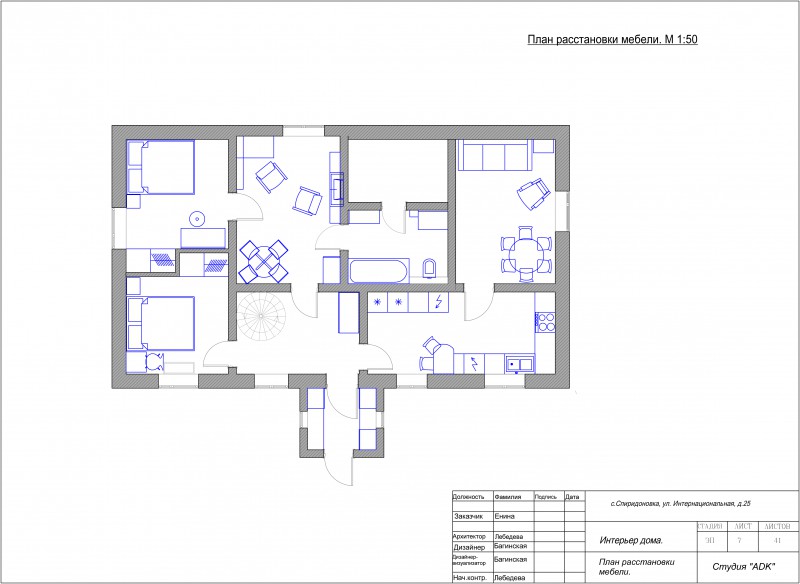 План расстановки мебели. М 1:50
Должность Фамилия Подпись Дата
с.Спиридоновка, ул. Интернациональная, д.25
Заказчик Енина
СТАДИЯ ЛИСТ ЛИСТОВ
Архитектор Лебедева
Интерьер дома.
ЭП 7 41
Дизайнер Багинская
Дизайнер-
визуализатор Багинская
План расстановки
мебели.
Студия "ADK"
Нач.контр. Лебедева